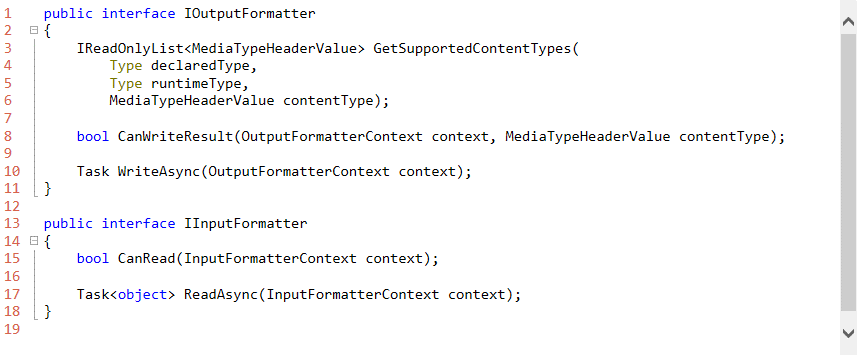 1 public interface IOutputFormatter
2 {
3     IReadOnlyList<MediaTypeHeaderValue> GetSupportedContentTypes(
4         Type declaredType,
5         Type runtimeType,
6         MediaTypeHeaderValue contentType);
7
8     bool CanWriteResult(OutputFormatterContext context, MediaTypeHeaderValue contentType);
9
10     Task WriteAsync(OutputFormatterContext context);
11 }
12
13 public interface IInputFormatter
14 {
15     bool CanRead(InputFormatterContext context);
16
17     Task<object> ReadAsync(InputFormatterContext context);
18 }
19